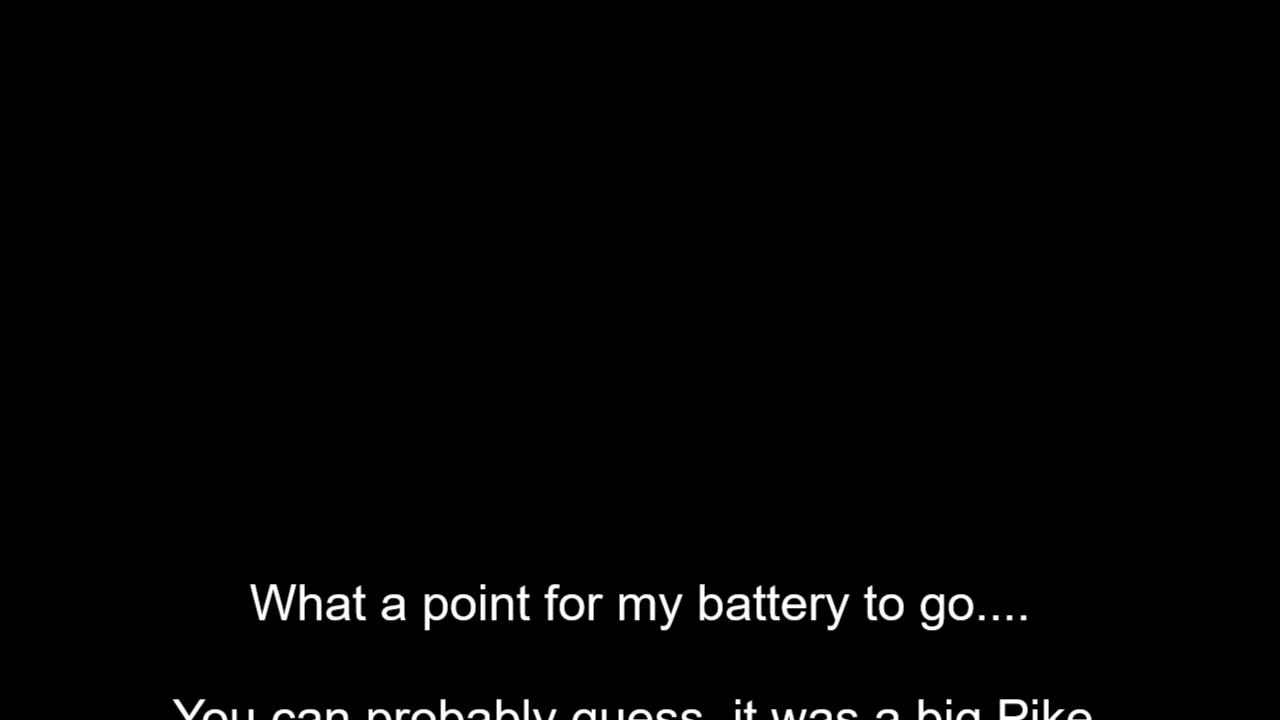 What a point for my battery to go....
You can probably guess, it was a big Pike